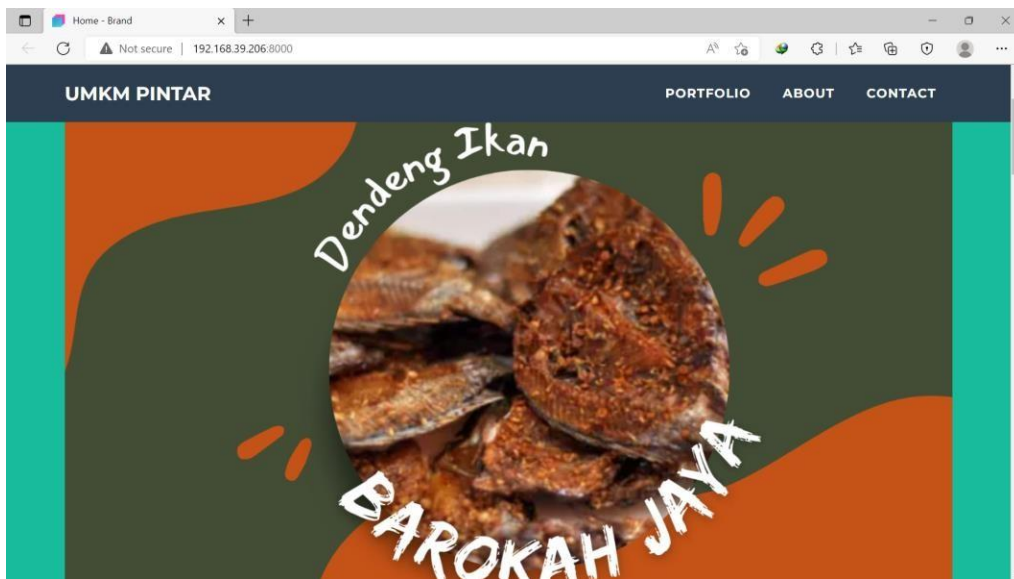 Home - Brand
Not secure | 192.168.39.206:8000
UMKM PINTAR
PORTFOLIO ABOUT CONTACT
Dendeng Ikan
BAROKAH JAYA